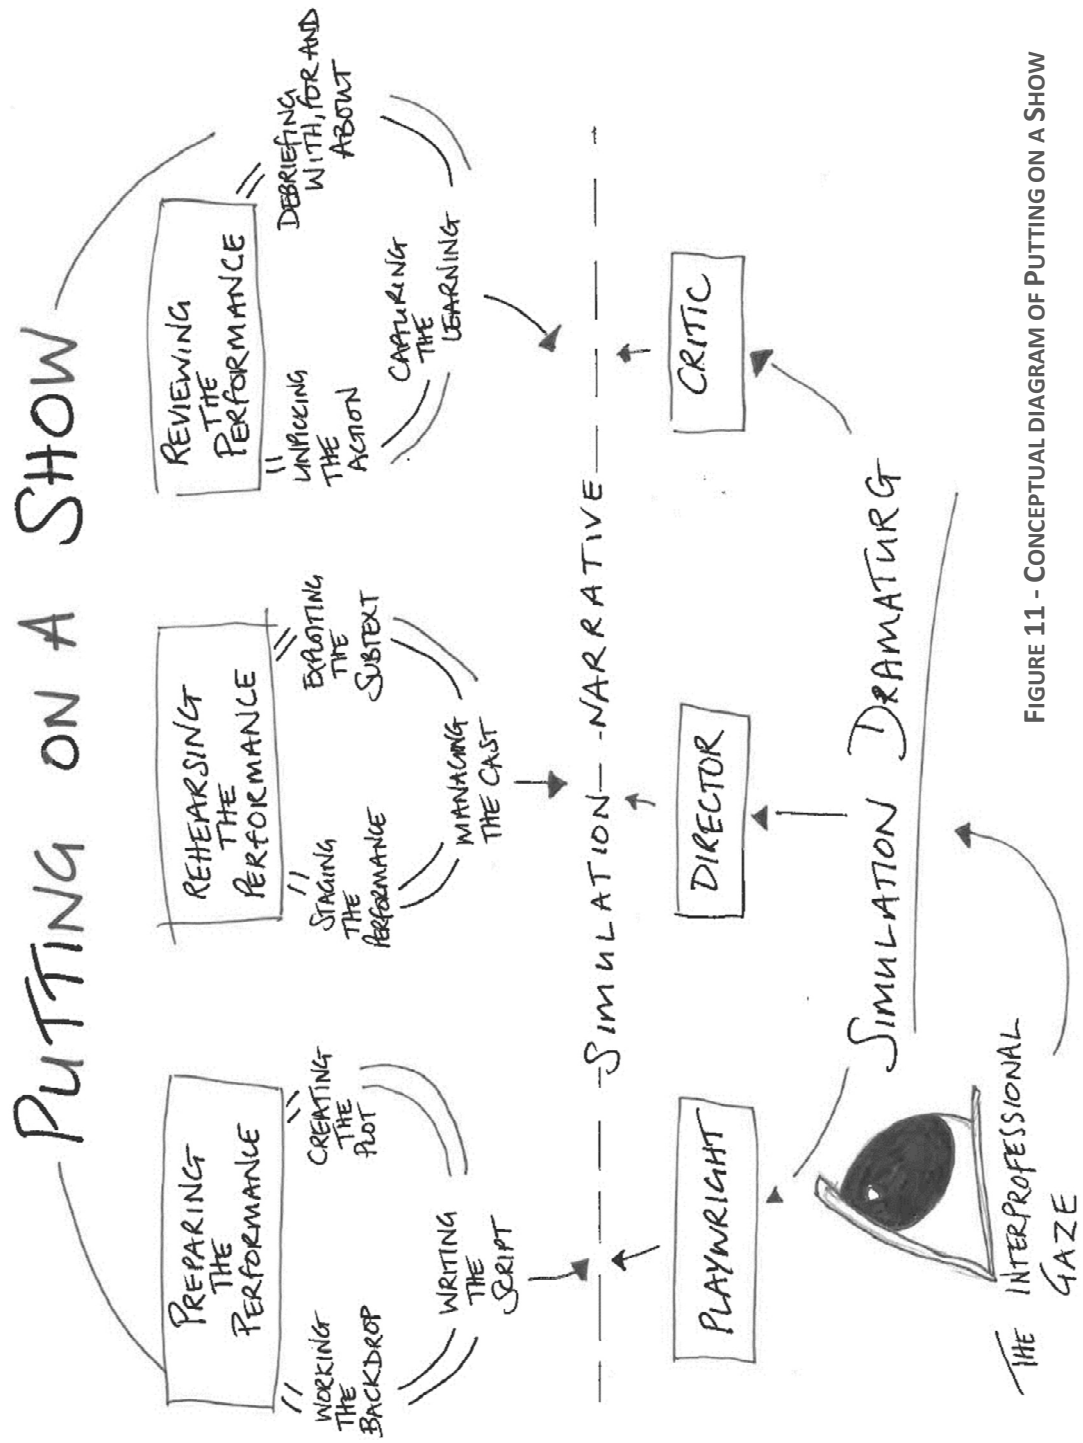 PUTTING ON A SHOW
PREPARING
THE
PERFORMANCE
WORKING
THE
BACKDROP
CREATING
THE
PLOT
WRITING
THE
SCRIPT
REHEARSING
THE
PERFORMANCE
STAGING
THE
PERFORMANCE
EXPLOITING
THE
SUBTEXT
MANAGING
THE CAST
REVIEWING
THE
PERFORMANCE
UNPICKING
THE
ACTION
DEBRIEFING
WITH, FOR AND
ABOUT
CAPTURING
THE
LEARNING
SIMULATION - NARRATIVE
PLAYWRIGHT
DIRECTOR
CRITIC
SIMULATION DRAMATURG
THE INTERPROFESSIONAL
GAZE
FIGURE 11 - CONCEPTUAL DIAGRAM OF PUTTING ON A SHOW